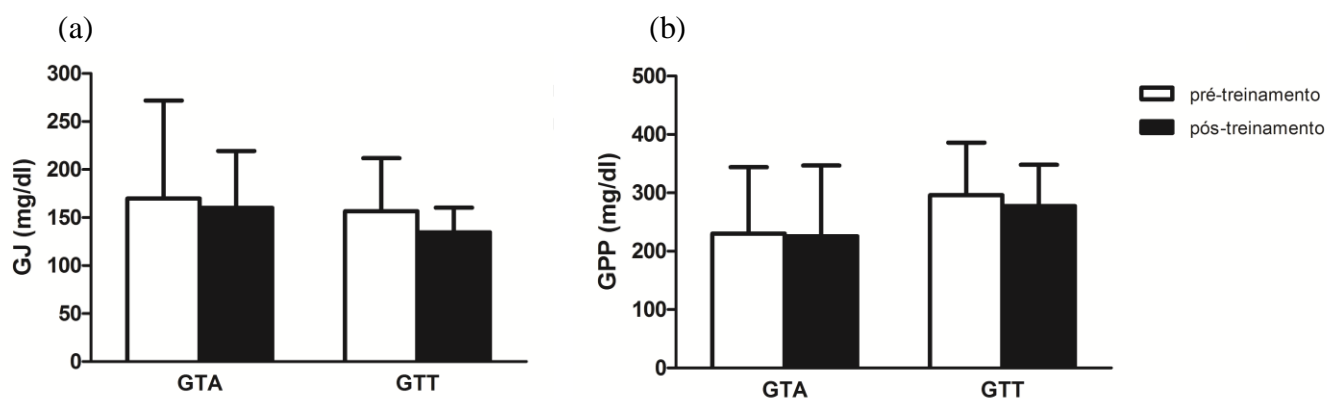 (a)
300
250
200
150
100
50
0
GJ (mg/dl)
GTA GTT
(b)
500
400
300
200
100
0
GPP (mg/dl)
GTA GTT
pré-treinamento
pós-treinamento